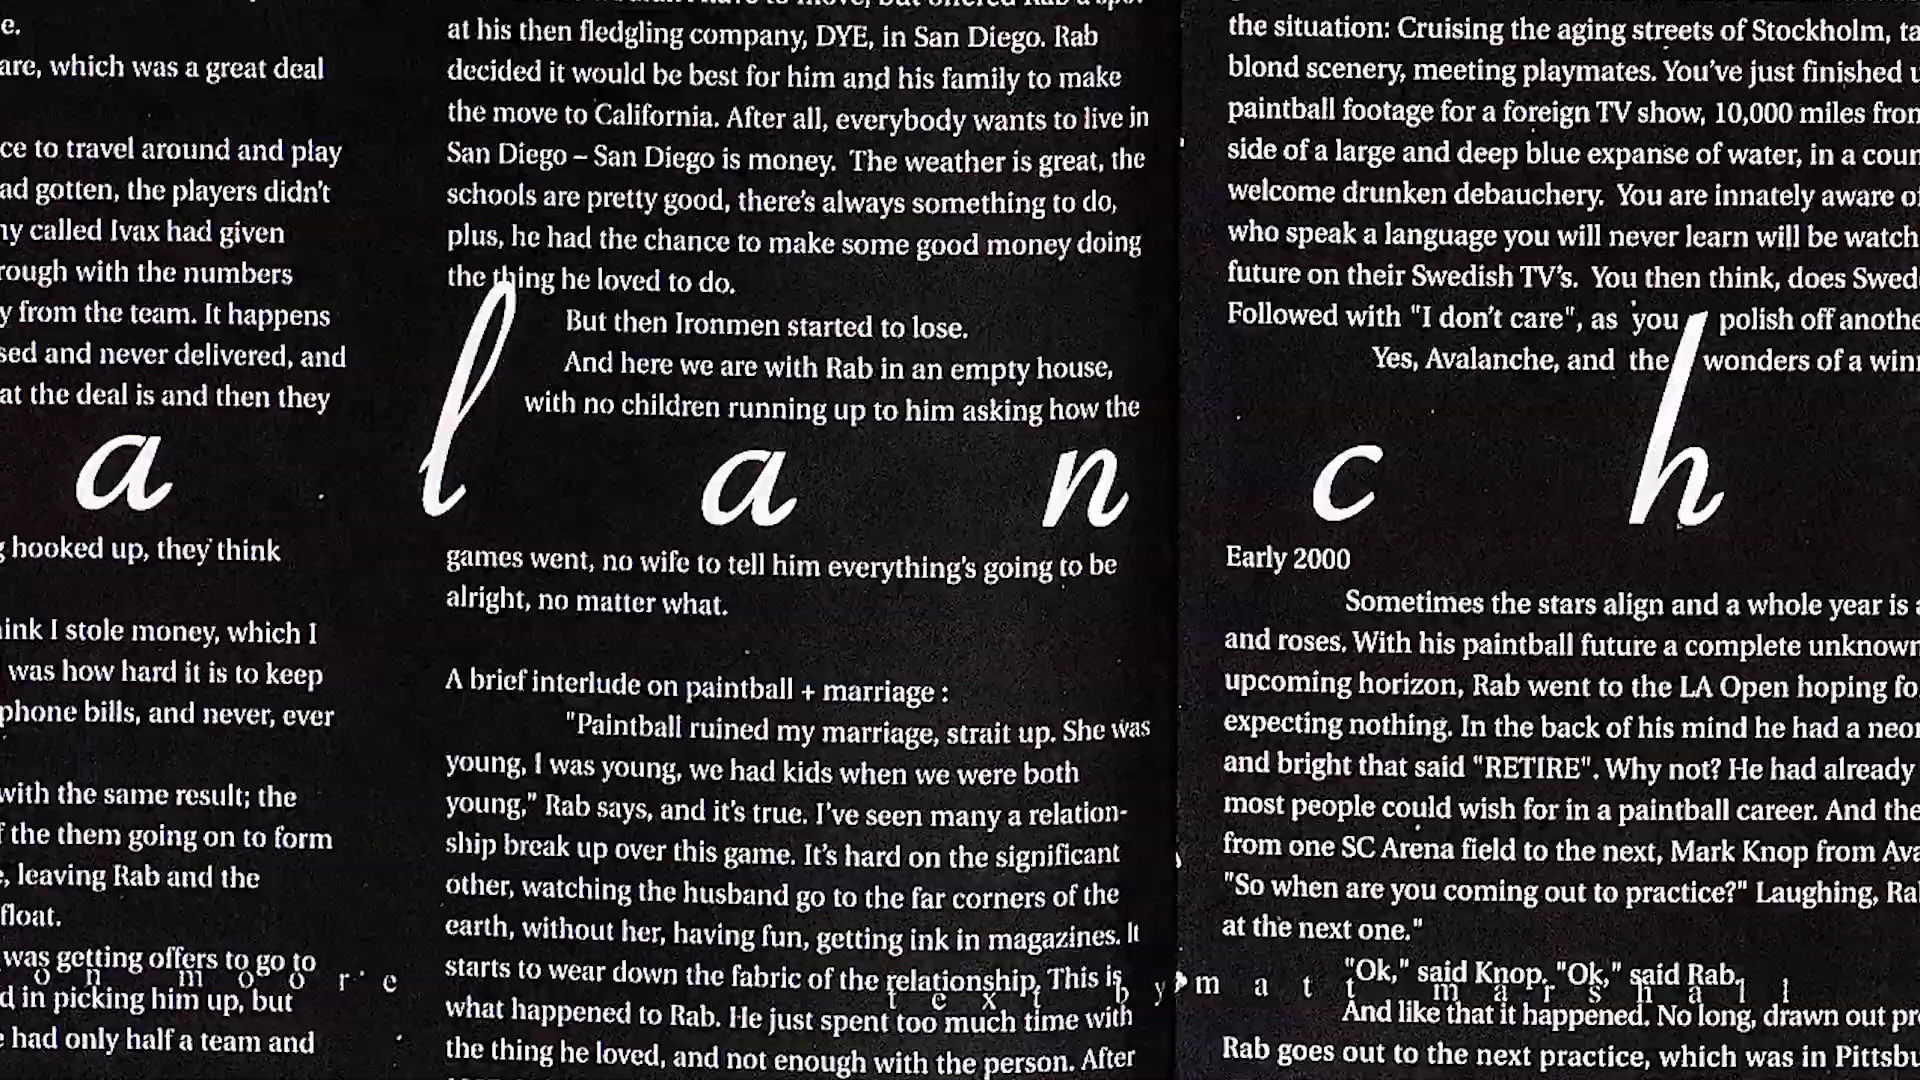 e.
are, which was a great deal
ce to travel around and play
ad gotten, the players didn't
ny called Ivax had given
rough with the numbers
y from the team. It happens
sed and never delivered, and
at the deal is and then they
g hooked up, they think
ink I stole money, which I
was how hard it is to keep
phone bills, and never, ever
with the same result; the
f the them going on to form
e, leaving Rab and the
float.
was getting offers to go to
d in picking him up, but
e had only half a team and
at his then fledgling company, DYE, in San Diego. Rab
decided it would be best for him and his family to make
the move to California. After all, everybody wants to live in
San Diego – San Diego is money. The weather is great, the
schools are pretty good, there's always something to do,
plus, he had the chance to make some good money doing
the thing he loved to do.
But then Ironmen started to lose.
And here we are with Rab in an empty house,
with no children running up to him asking how the
games went, no wife to tell him everything's going to be
alright, no matter what.
A brief interlude on paintball + marriage :
"Paintball ruined my marriage, strait up. She was
young, I was young, we had kids when we were both
young," Rab says, and it's true. I've seen many a relation-
ship break up over this game. It's hard on the significant
other, watching the husband go to the far corners of the
earth, without her, having fun, getting ink in magazines. It
starts to wear down the fabric of the relationship. This is
what happened to Rab. He just spent too much time with
the thing he loved, and not enough with the person. After
the situation: Cruising the aging streets of Stockholm, ta
blond scenery, meeting playmates. You've just finished u
paintball footage for a foreign TV show, 10,000 miles from
side of a large and deep blue expanse of water, in a coun
welcome drunken debauchery. You are innately aware of
who speak a language you will never learn will be watch
future on their Swedish TV's. You then think, does Swed
Followed with "I don't care", as you polish off anothe
Yes, Avalanche, and the wonders of a winn
Early 2000
Sometimes the stars align and a whole year is a
and roses. With his paintball future a complete unknown
upcoming horizon, Rab went to the LA Open hoping fo
expecting nothing. In the back of his mind he had a neon
and bright that said "RETIRE". Why not? He had already
most people could wish for in a paintball career. And the
from one SC Arena field to the next, Mark Knop from Ava
"So when are you coming out to practice?" Laughing, Ra
at the next one."
"Ok," said Knop. "Ok," said Rab.
And like that it happened. No long, drawn out pr
Rab goes out to the next practice, which was in Pittsbu
a l a n c h
o n m o o r e
t e x t b y m a t t m a r s h a l l